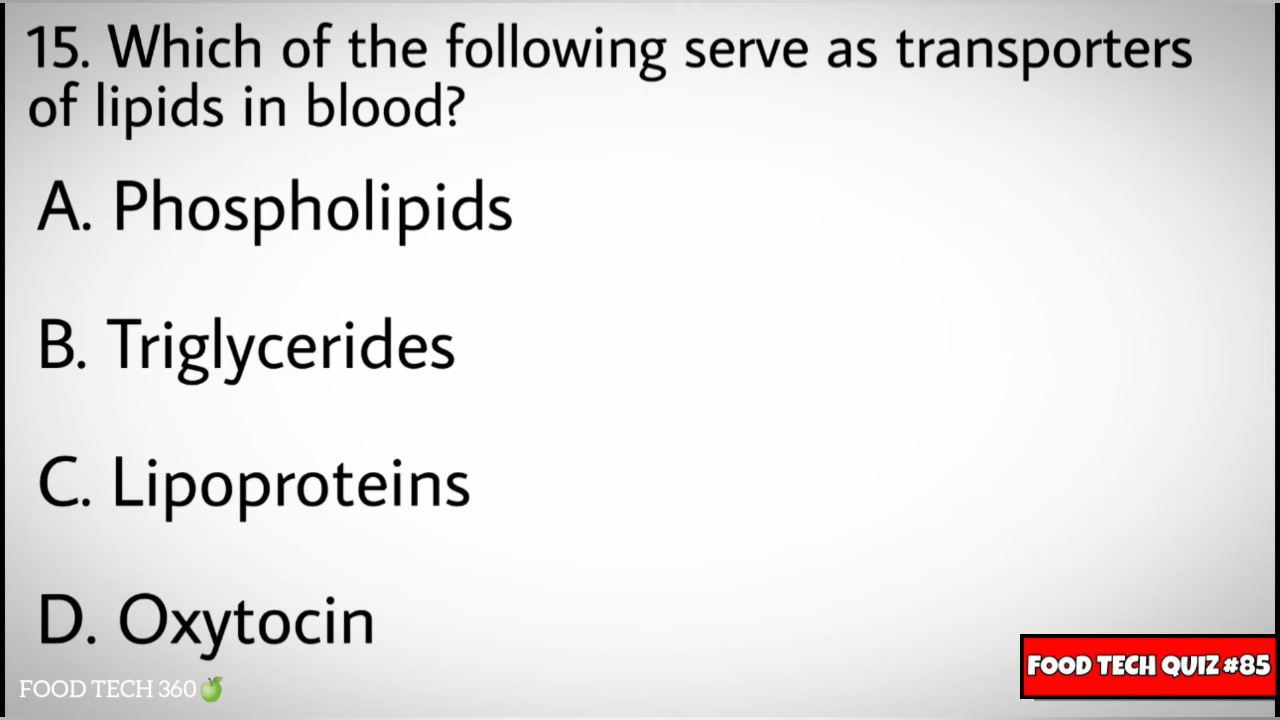 15. Which of the following serve as transporters
of lipids in blood?
A. Phospholipids
B. Triglycerides
C. Lipoproteins
D. Oxytocin
FOOD TECH QUIZ #85
FOOD TECH 360